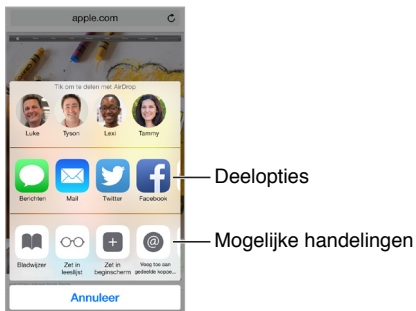 apple.com
Tik om te delen met AirDrop
Luke Tyson Lexi Tammy
Berichten Mail Twitter Facebook
Deelopties
Mogelijke handelingen
Bladwijzer Zet in leeslijst Zet in beginscherm Voeg toe aan gedeelde koppe...
Annuleer